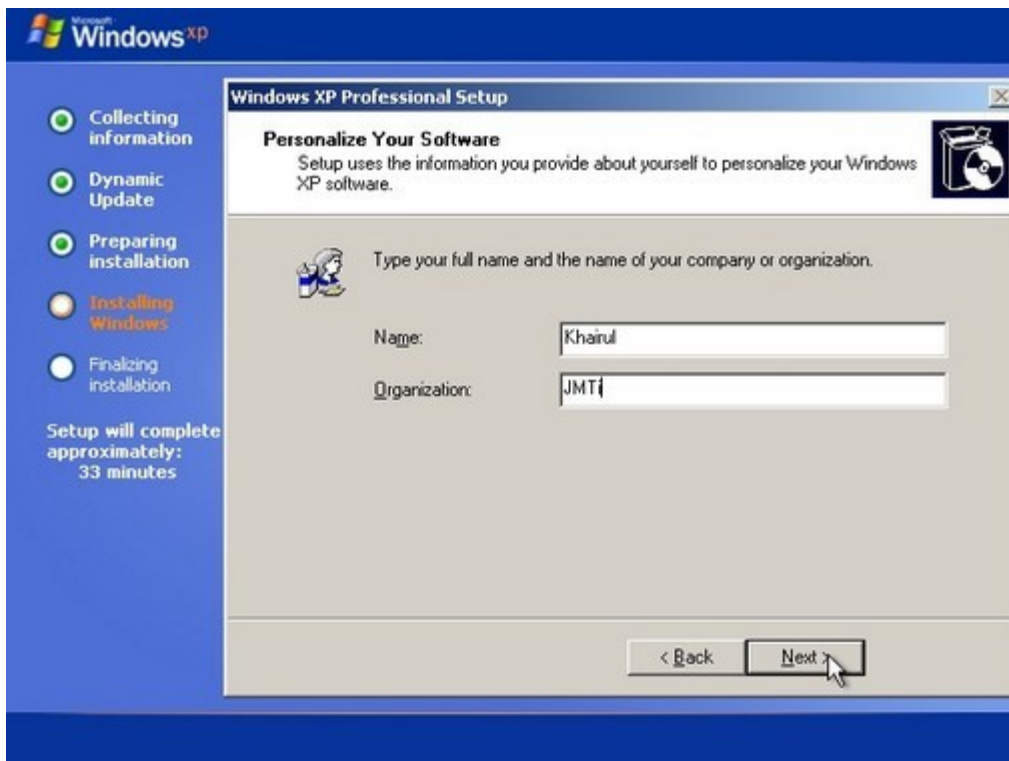 Microsoft
Windows xp
Collecting
information
Dynamic
Update
Preparing
installation
Installing
Windows
Finalizing
installation
Setup will complete
approximately:
33 minutes
Windows XP Professional Setup
Personalize Your Software
Setup uses the information you provide about yourself to personalize your Windows
XP software.
Type your full name and the name of your company or organization.
Name:
Khairul
Organization:
JMTi
< Back
Next >